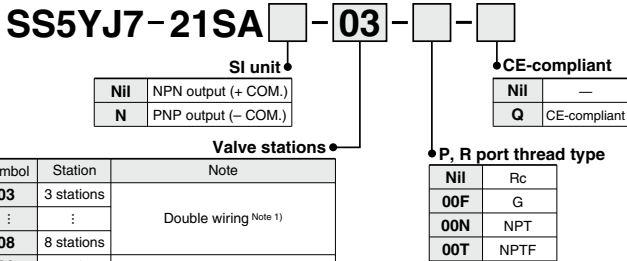 SS5YJ7-21SA - 03 - -
SI unit
Nil NPN output (+ COM.)
N PNP output (– COM.)
CE-compliant
Nil —
Q CE-compliant
Valve stations
Station Note
03 3 stations
⋮ ⋮ Double wiring Note 1)
08 8 stations
P, R port thread type
Nil Rc
00F G
00N NPT
00T NPTF